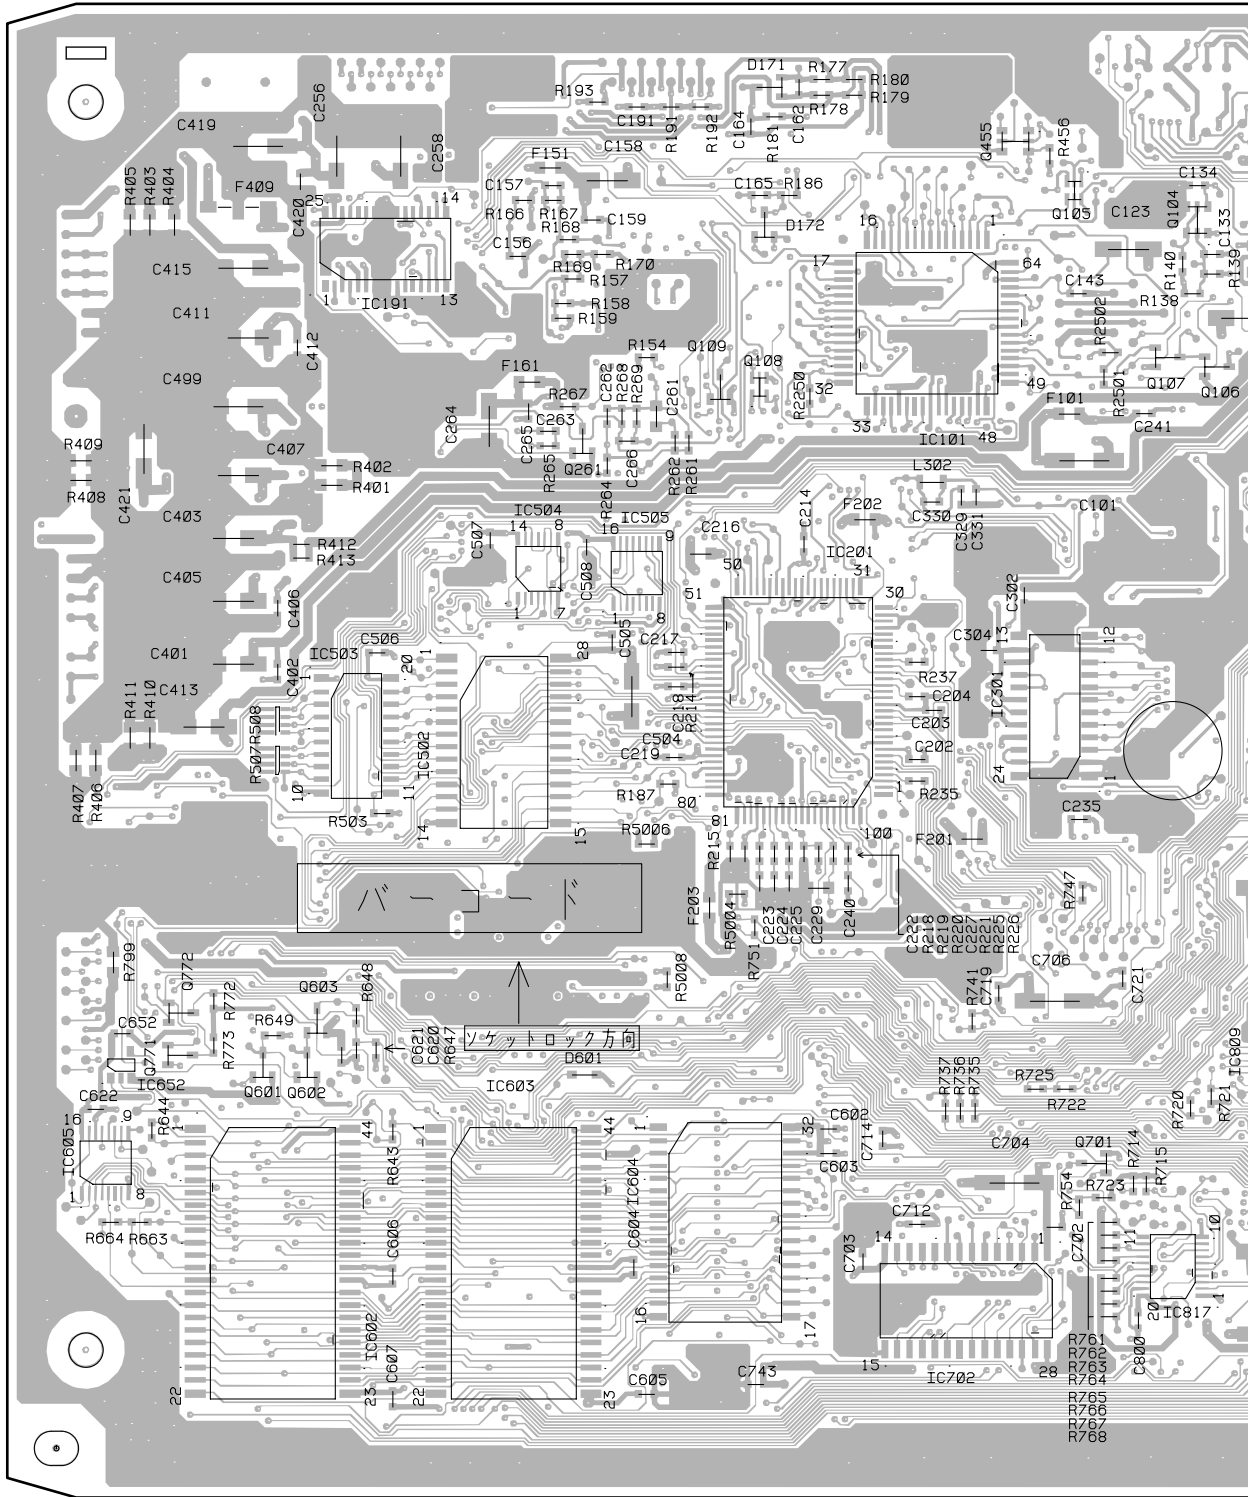 D171
R177
R180
R193
R178
R179
C256
C191
R191
R192
C164
R181
C162
C419
C258
F151
C158
Q455
R456
R405
R403
R404
F409
C420
25
14
C157
C165
R186
Q105
C123
Q104
C134
C133
R166
R167
R168
C159
D172
16
1
C156
R169
R170
R157
17
64
C143
R140
R139
R138
C415
1
IC191
13
R158
R159
C411
C412
R154
Q109
Q108
R2502
F161
C262
R268
R269
C261
R2250
32
49
R2501
Q107
Q106
C499
R267
F101
C264
C263
C265
R265
Q261
C266
R262
R261
33
IC101
48
C241
R409
C407
R402
R401
R264
L302
R408
C421
C403
IC504
IC505
C216
C214
F202
C330
C329
C331
C101
C507
14
8
16
9
R412
R413
C508
50
IC201
31
C405
C406
1
7
1
8
51
30
C302
C401
C402
IC503
C506
20
1
28
C505
C217
C304
13
12
1
R237
IC301
C413
R411
R410
R508
R507
C218
R214
C204
C203
IC502
C504
C219
C202
24
1
R407
R406
10
11
R187
80
1
R235
R503
14
15
R5006
81
100
F201
C235
R215
バーコード
F203
R5004
R751
C223
C224
C225
C229
C240
C222
R218
R219
R220
C227
R221
R225
R226
R747
R799
Q772
R772
Q603
R648
R5008
R741
C719
C706
C721
C652
Q771
R773
R649
C621
C620
R647
ソケットロック方向
D601
IC809
IC652
Q601
Q602
IC603
R737
R736
R735
R725
R722
R720
R721
C622
16
9
R644
1
44
1
44
32
C602
C714
C603
C704
Q701
R714
R715
IC605
1
8
R643
IC604
R754
R723
R664
R663
C606
C604
C712
14
1
C703
C702
11
10
IC602
16
17
20
1
IC817
C607
15
IC702
28
C800
22
23
22
23
C605
C743
R761
R762
R763
R764
R765
R766
R767
R768